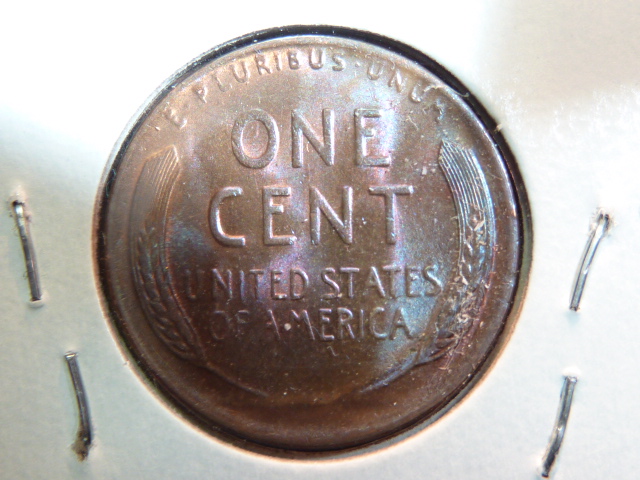 E·PLURIBUS·UNUM
ONE
CENT
UNITED STATES
OF AMERICA